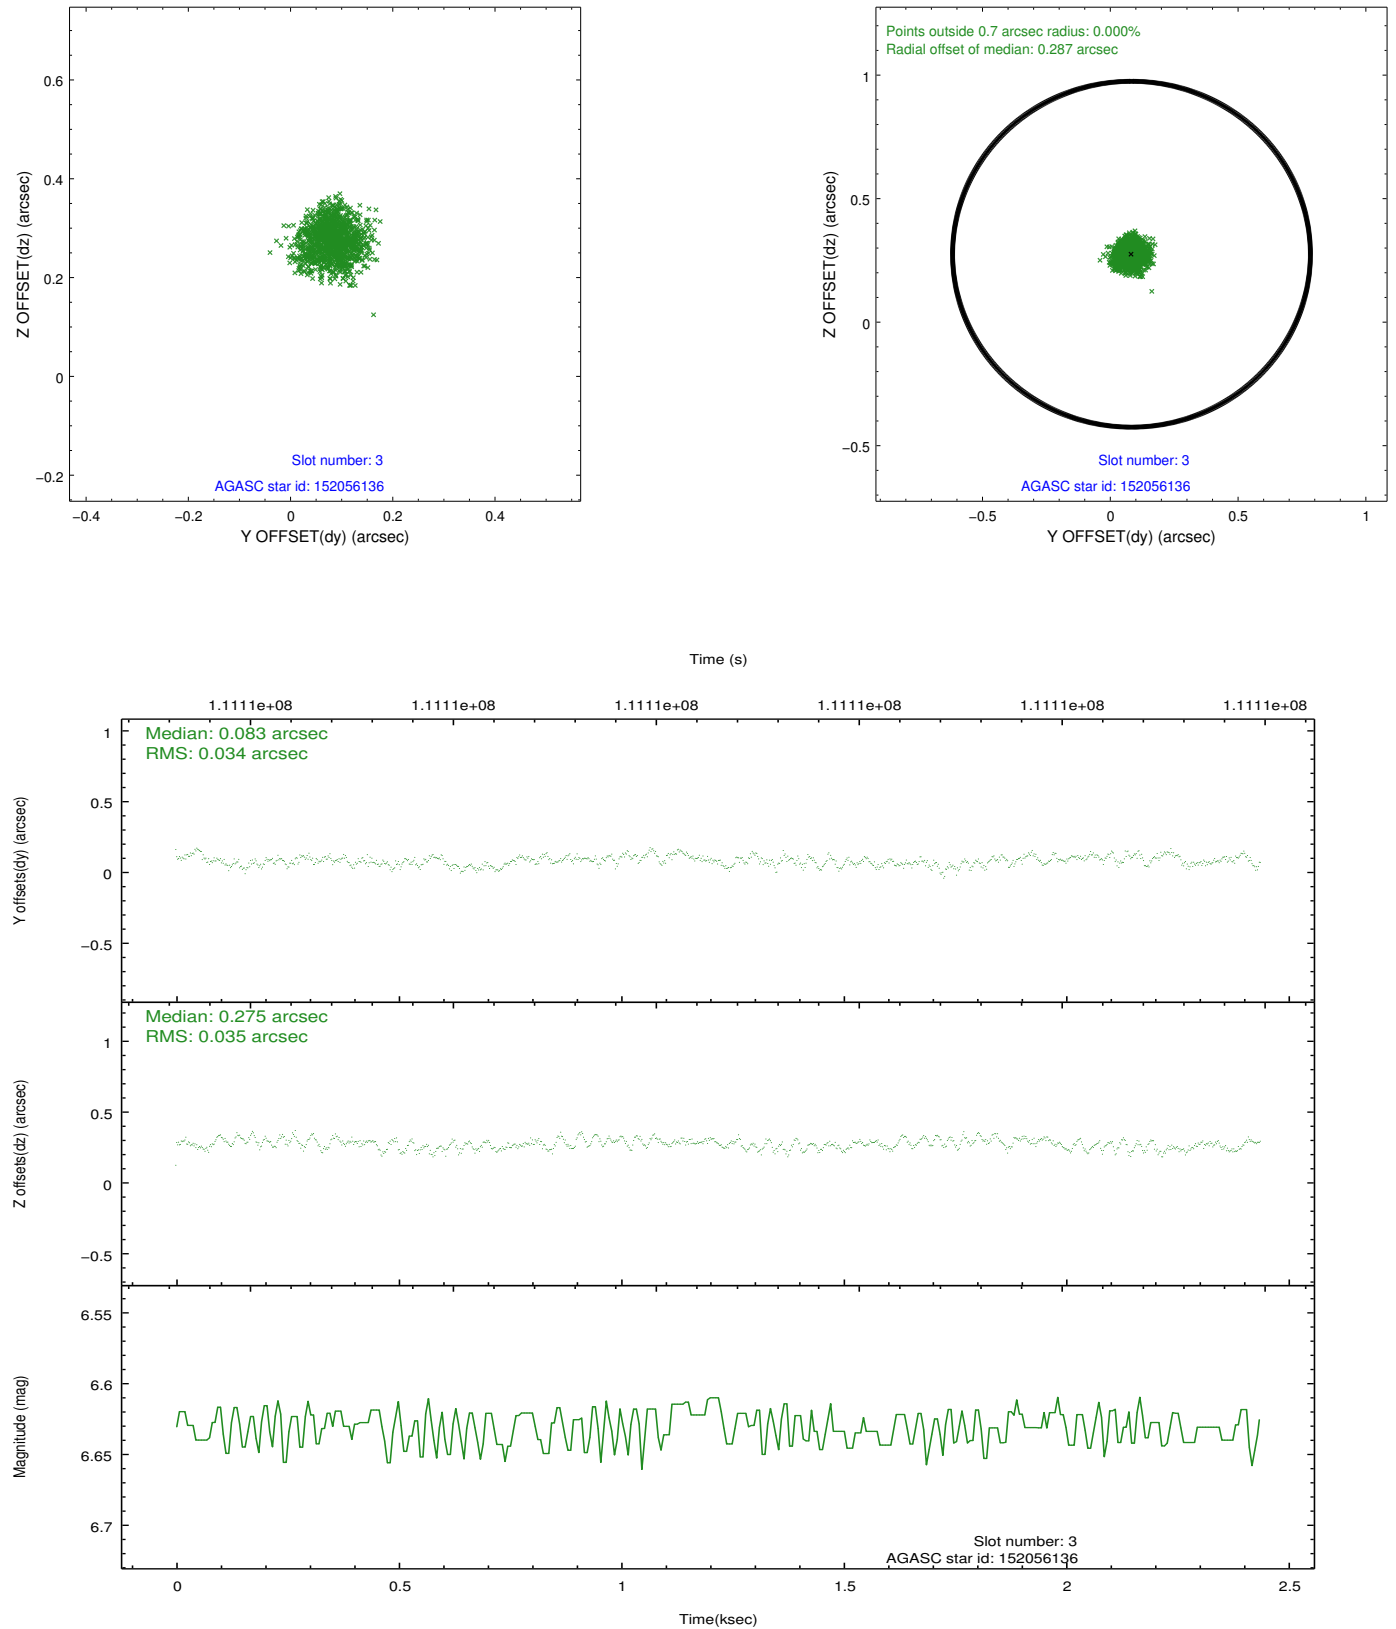 0.6
0.4
0.2
0
−0.2
Z OFFSET(dz) (arcsec)
Slot number: 3
AGASC star id: 152056136
−0.4 −0.2 0 0.2 0.4
Y OFFSET(dy) (arcsec)
Points outside 0.7 arcsec radius: 0.000%
Radial offset of median: 0.287 arcsec
1
0.5
0
−0.5
Z OFFSET(dz) (arcsec)
Slot number: 3
AGASC star id: 152056136
−0.5 0 0.5 1
Y OFFSET(dy) (arcsec)
Time (s)
1.1111e+08 1.1111e+08 1.1111e+08 1.1111e+08 1.1111e+08 1.1111e+08
Median: 0.083 arcsec
RMS: 0.034 arcsec
1
0.5
0
−0.5
Y offsets(dy) (arcsec)
Median: 0.275 arcsec
RMS: 0.035 arcsec
1
0.5
0
−0.5
Z offsets(dz) (arcsec)
6.55
6.6
6.65
6.7
Magnitude (mag)
Slot number: 3
AGASC star id: 152056136
0 0.5 1 1.5 2 2.5
Time(ksec)